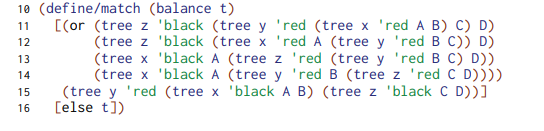 10 (define/match (balance t)
11 [(or (tree z 'black (tree y 'red (tree x 'red A B) C) D)
12 (tree z 'black (tree x 'red A (tree y 'red B C)) D)
13 (tree x 'black A (tree z 'red (tree y 'red B C) D))
14 (tree x 'black A (tree y 'red B (tree z 'red C D))))
15 (tree y 'red (tree x 'black A B) (tree z 'black C D))]
16 [else t])